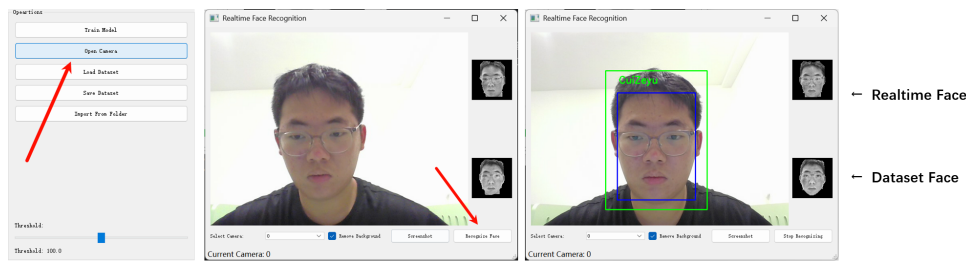 Opeartions
Train Model
Open Camera
Load Dataset
Save Dataset
Import From Folder
Threshold:
Threshold: 100.0
Realtime Face Recognition
Select Camera:
0
Remove Background
Screenshot
Recognize Face
Current Camera: 0
Realtime Face Recognition
CuiZeyu
Select Camera:
0
Remove Background
Screenshot
Stop Recognizing
Current Camera: 0
← Realtime Face
← Dataset Face